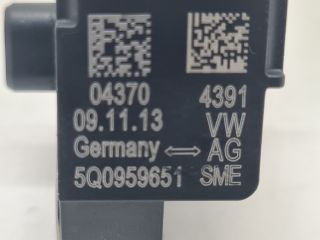 04370 4391
09.11.13 VW
Germany ⟺ AG
5Q0959651 SME